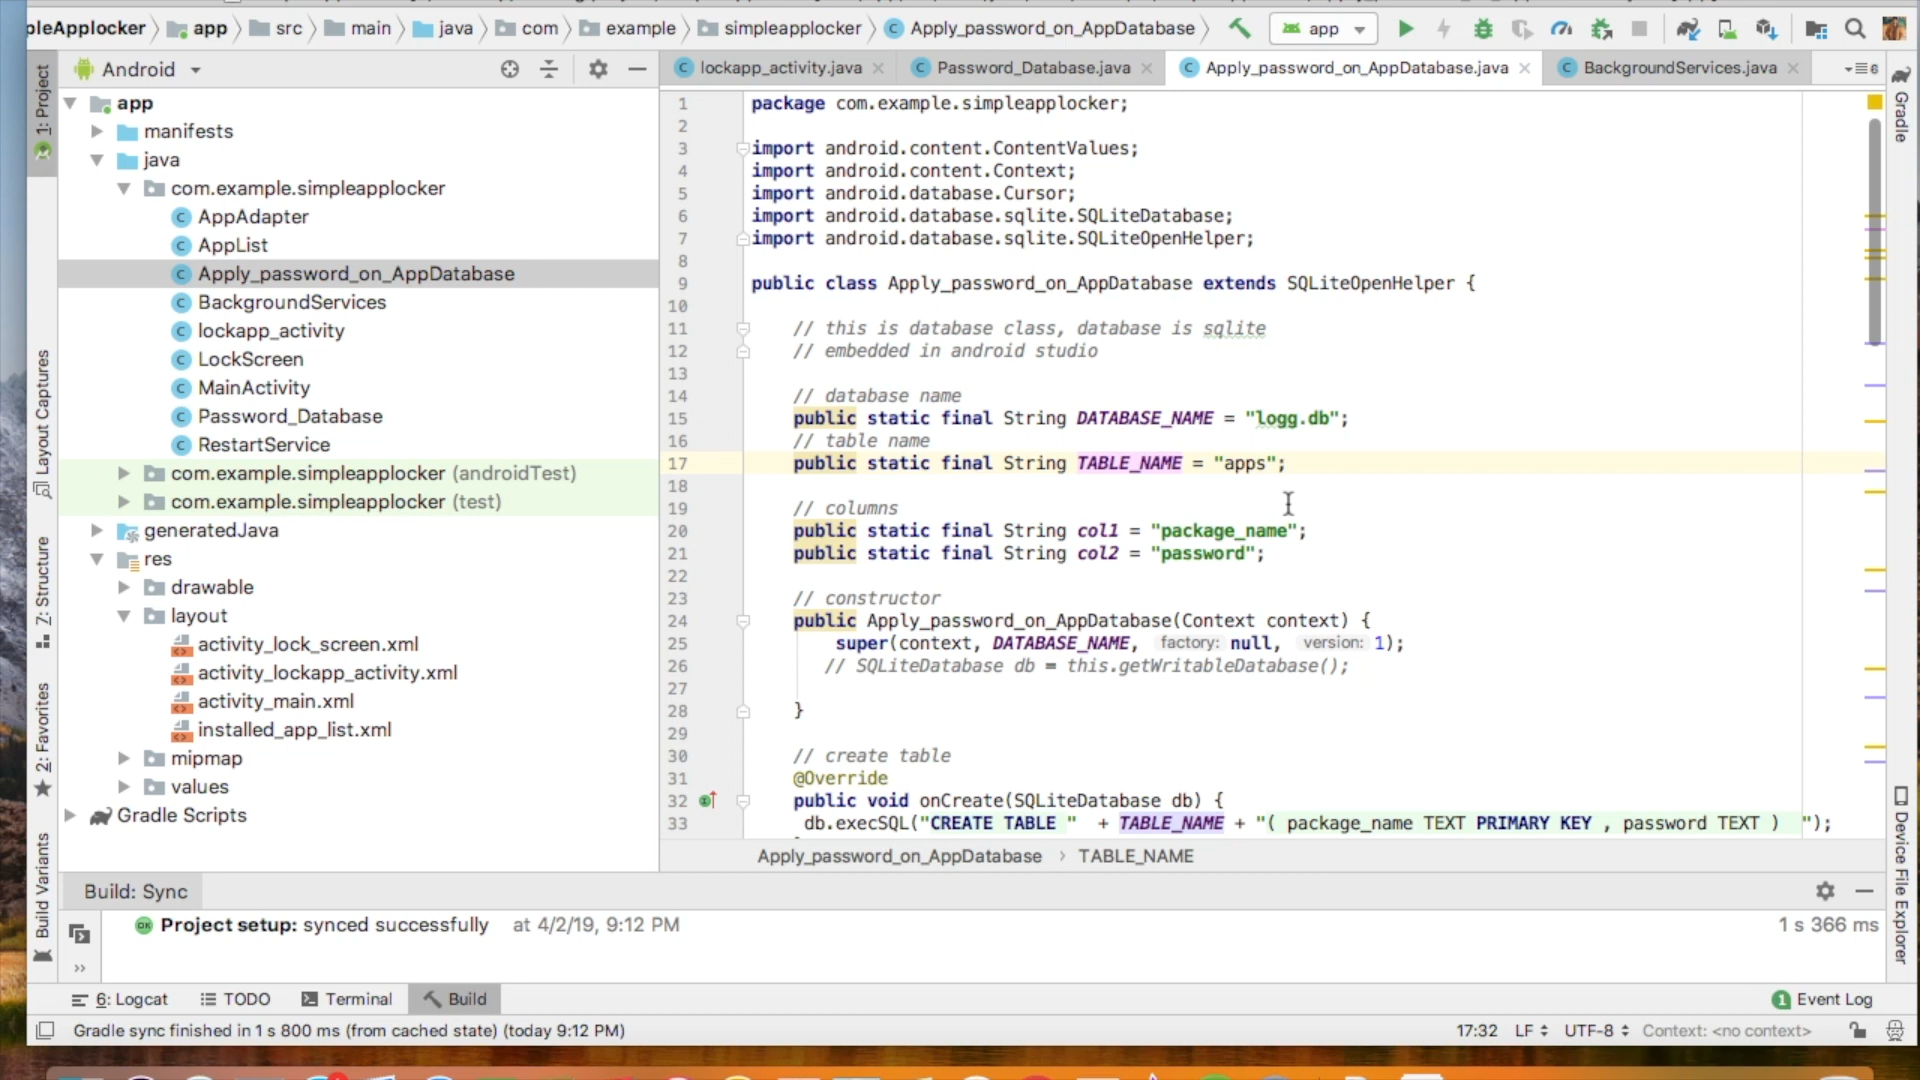 pleApplocker
app
src
main
java
com
example
simpleapplocker
Apply_password_on_AppDatabase
app
1: Project
Layout Captures
7: Structure
2: Favorites
Build Variants
Android
app
manifests
java
com.example.simpleapplocker
AppAdapter
AppList
Apply_password_on_AppDatabase
BackgroundServices
lockapp_activity
LockScreen
MainActivity
Password_Database
RestartService
com.example.simpleapplocker (androidTest)
com.example.simpleapplocker (test)
generatedJava
res
drawable
layout
activity_lock_screen.xml
activity_lockapp_activity.xml
activity_main.xml
installed_app_list.xml
mipmap
values
Gradle Scripts
lockapp_activity.java
Password_Database.java
Apply_password_on_AppDatabase.java
BackgroundServices.java
6
1 package com.example.simpleapplocker;
2
3 import android.content.ContentValues;
4 import android.content.Context;
5 import android.database.Cursor;
6 import android.database.sqlite.SQLiteDatabase;
7 import android.database.sqlite.SQLiteOpenHelper;
8
9 public class Apply_password_on_AppDatabase extends SQLiteOpenHelper {
10
11 // this is database class, database is sqlite
12 // embedded in android studio
13
14 // database name
15 public static final String DATABASE_NAME = "logg.db";
16 // table name
17 public static final String TABLE_NAME = "apps";
18
19 // columns
20 public static final String col1 = "package_name";
21 public static final String col2 = "password";
22
23 // constructor
24 public Apply_password_on_AppDatabase(Context context) {
25 super(context, DATABASE_NAME, factory: null, version: 1);
26 // SQLiteDatabase db = this.getWritableDatabase();
27
28 }
29
30 // create table
31 @Override
32 public void onCreate(SQLiteDatabase db) {
33 db.execSQL("CREATE TABLE " + TABLE_NAME + "( package_name TEXT PRIMARY KEY , password TEXT ) ");
Apply_password_on_AppDatabase › TABLE_NAME
Gradle
Device File Explorer
Build: Sync
Project setup: synced successfully at 4/2/19, 9:12 PM
1 s 366 ms
6: Logcat
TODO
Terminal
Build
1 Event Log
Gradle sync finished in 1 s 800 ms (from cached state) (today 9:12 PM)
17:32
LF
UTF-8
Context: <no context>